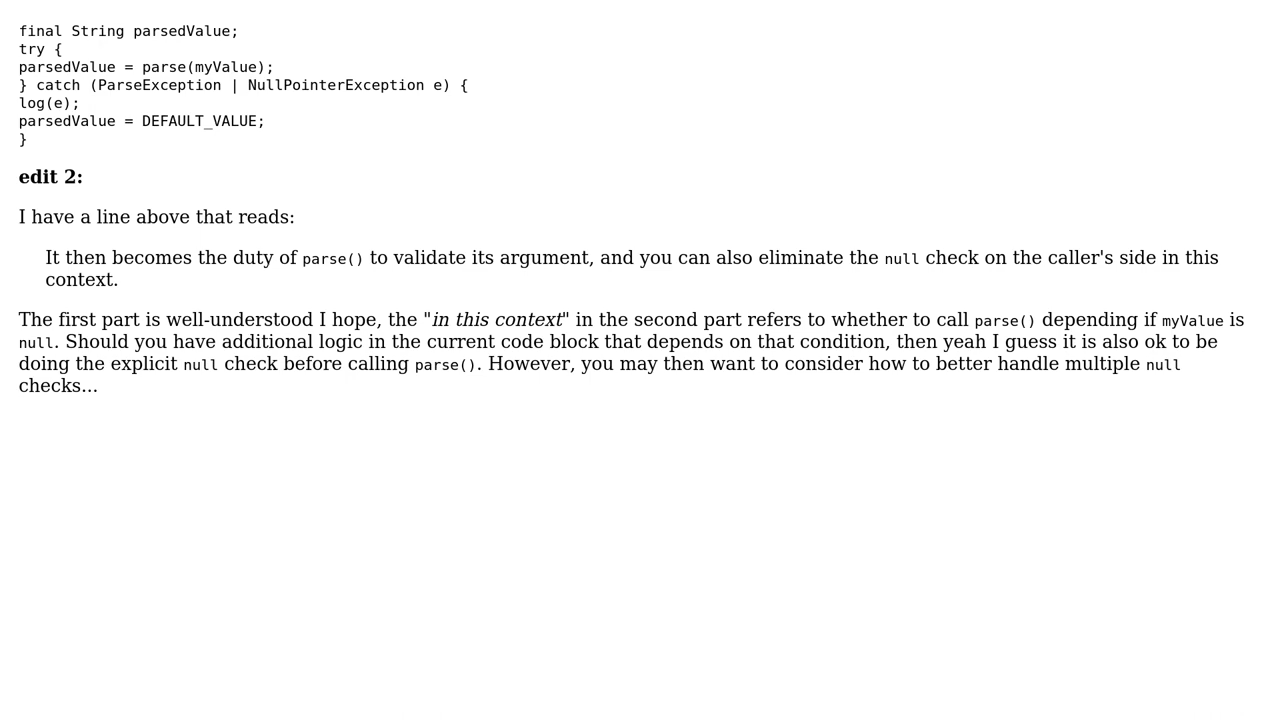 final String parsedValue;
try {
parsedValue = parse(myValue);
} catch (ParseException | NullPointerException e) {
log(e);
parsedValue = DEFAULT_VALUE;
}
edit 2:
I have a line above that reads:
It then becomes the duty of parse() to validate its argument, and you can also eliminate the null check on the caller's side in this
context.
The first part is well-understood I hope, the "in this context" in the second part refers to whether to call parse() depending if myValue is
null. Should you have additional logic in the current code block that depends on that condition, then yeah I guess it is also ok to be
doing the explicit null check before calling parse(). However, you may then want to consider how to better handle multiple null
checks...